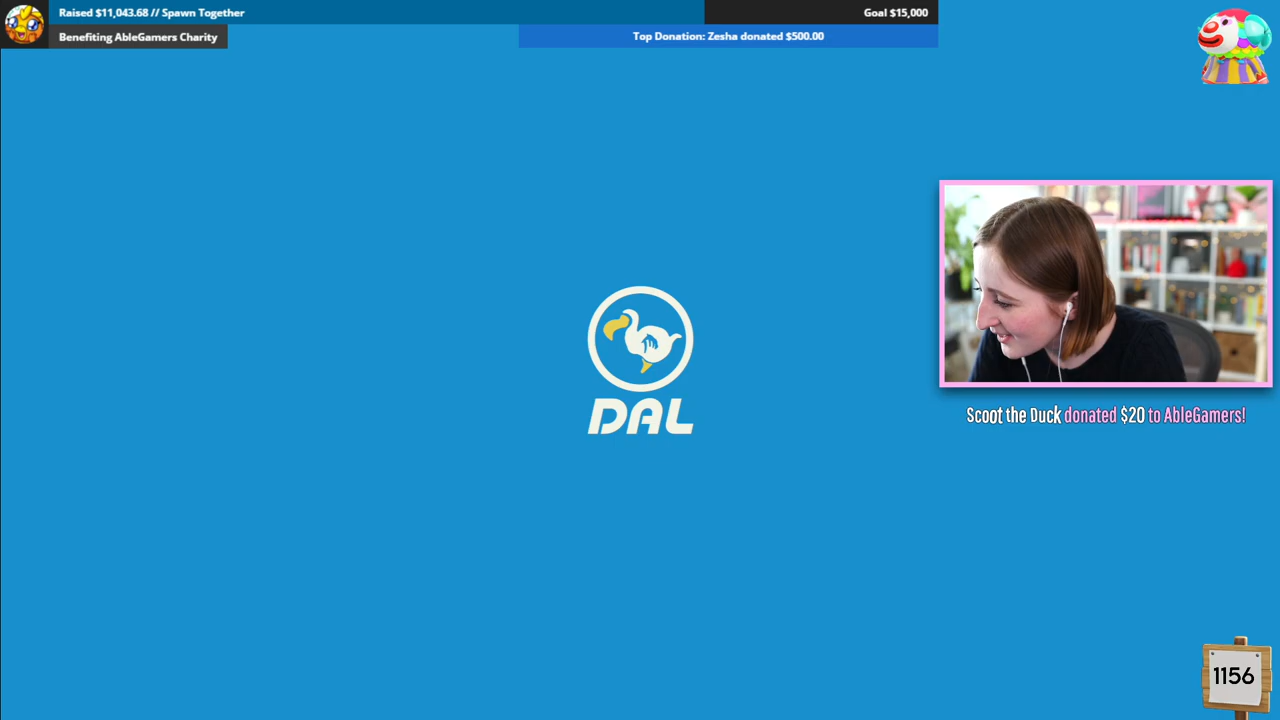 Raised $11,043.68 // Spawn Together
Goal $15,000
Benefiting AbleGamers Charity
Top Donation: Zesha donated $500.00
DAL
Scoot the Duck donated $20 to AbleGamers!
1156